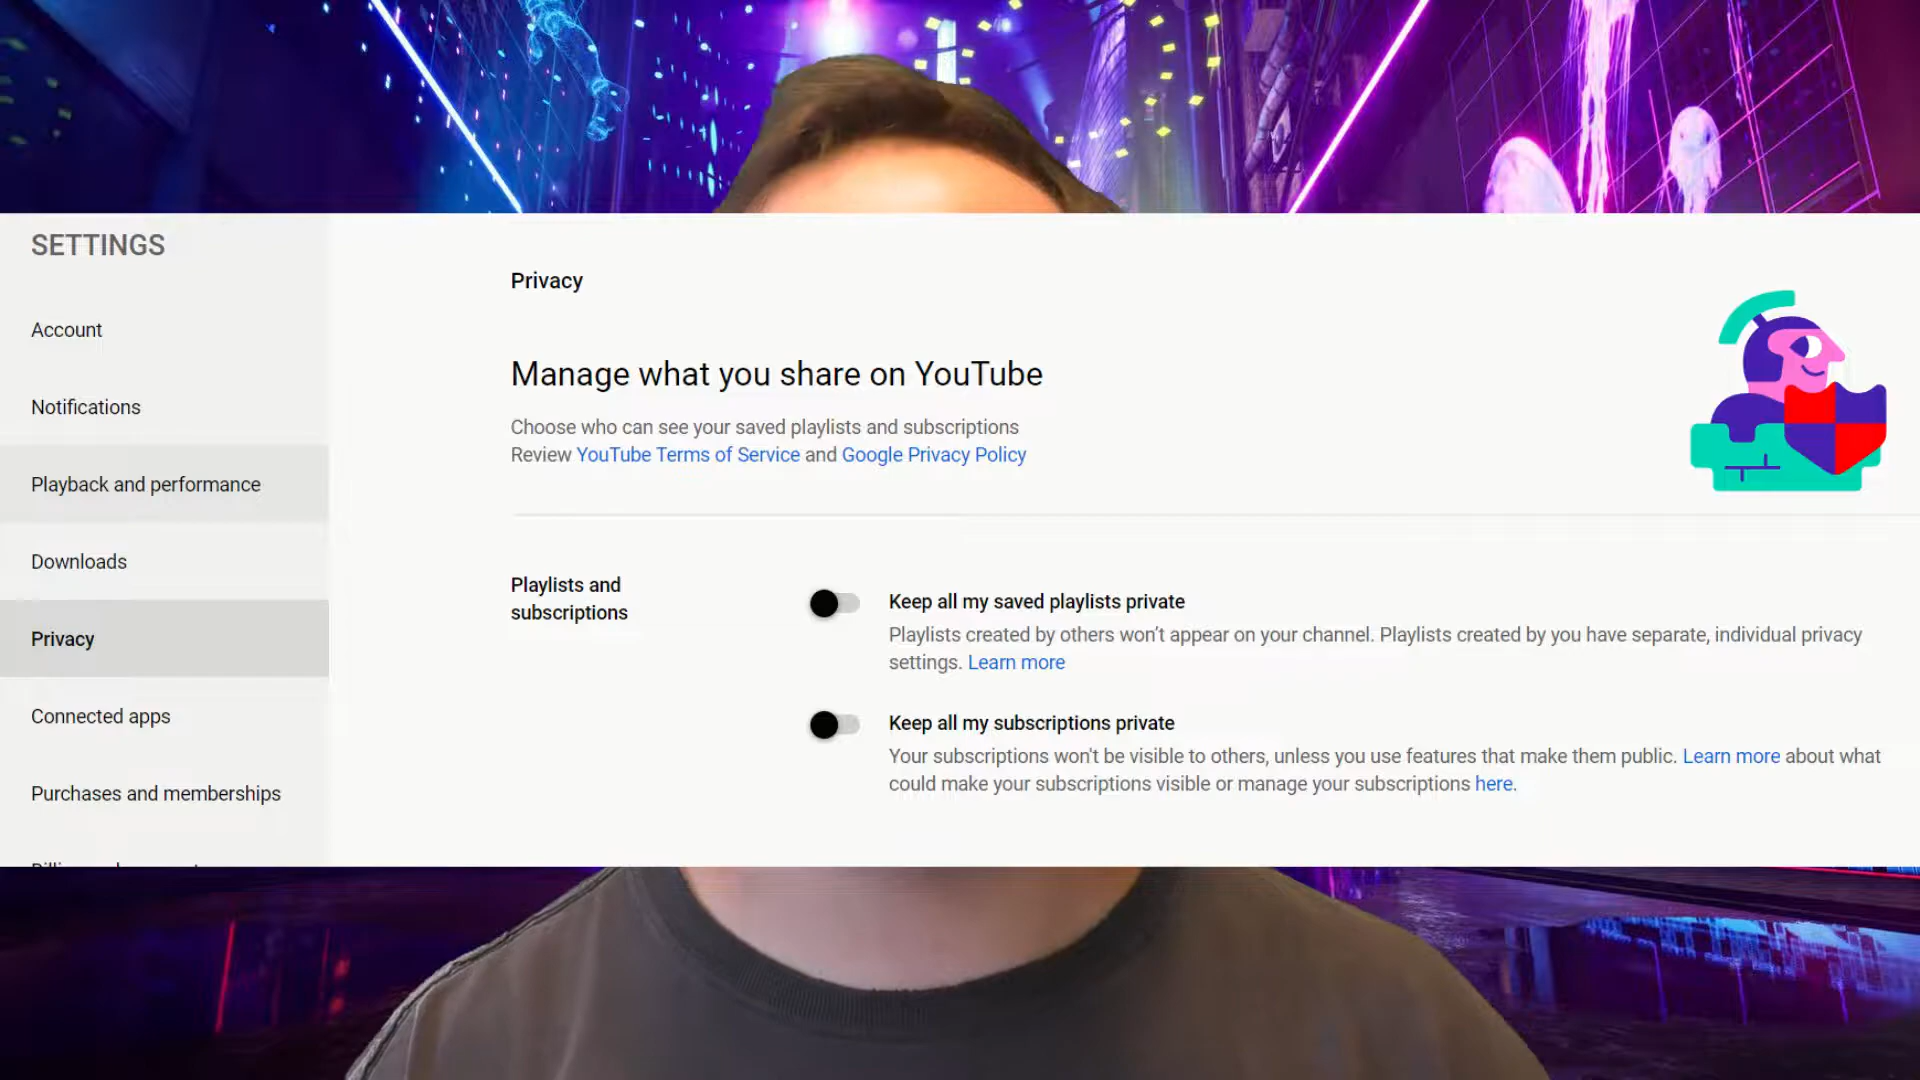 SETTINGS
Account
Notifications
Playback and performance
Downloads
Privacy
Connected apps
Purchases and memberships
Privacy
Manage what you share on YouTube
Choose who can see your saved playlists and subscriptions
Review YouTube Terms of Service and Google Privacy Policy
Playlists and
subscriptions
Keep all my saved playlists private
Playlists created by others won’t appear on your channel. Playlists created by you have separate, individual privacy
settings. Learn more
Keep all my subscriptions private
Your subscriptions won't be visible to others, unless you use features that make them public. Learn more about what
could make your subscriptions visible or manage your subscriptions here.